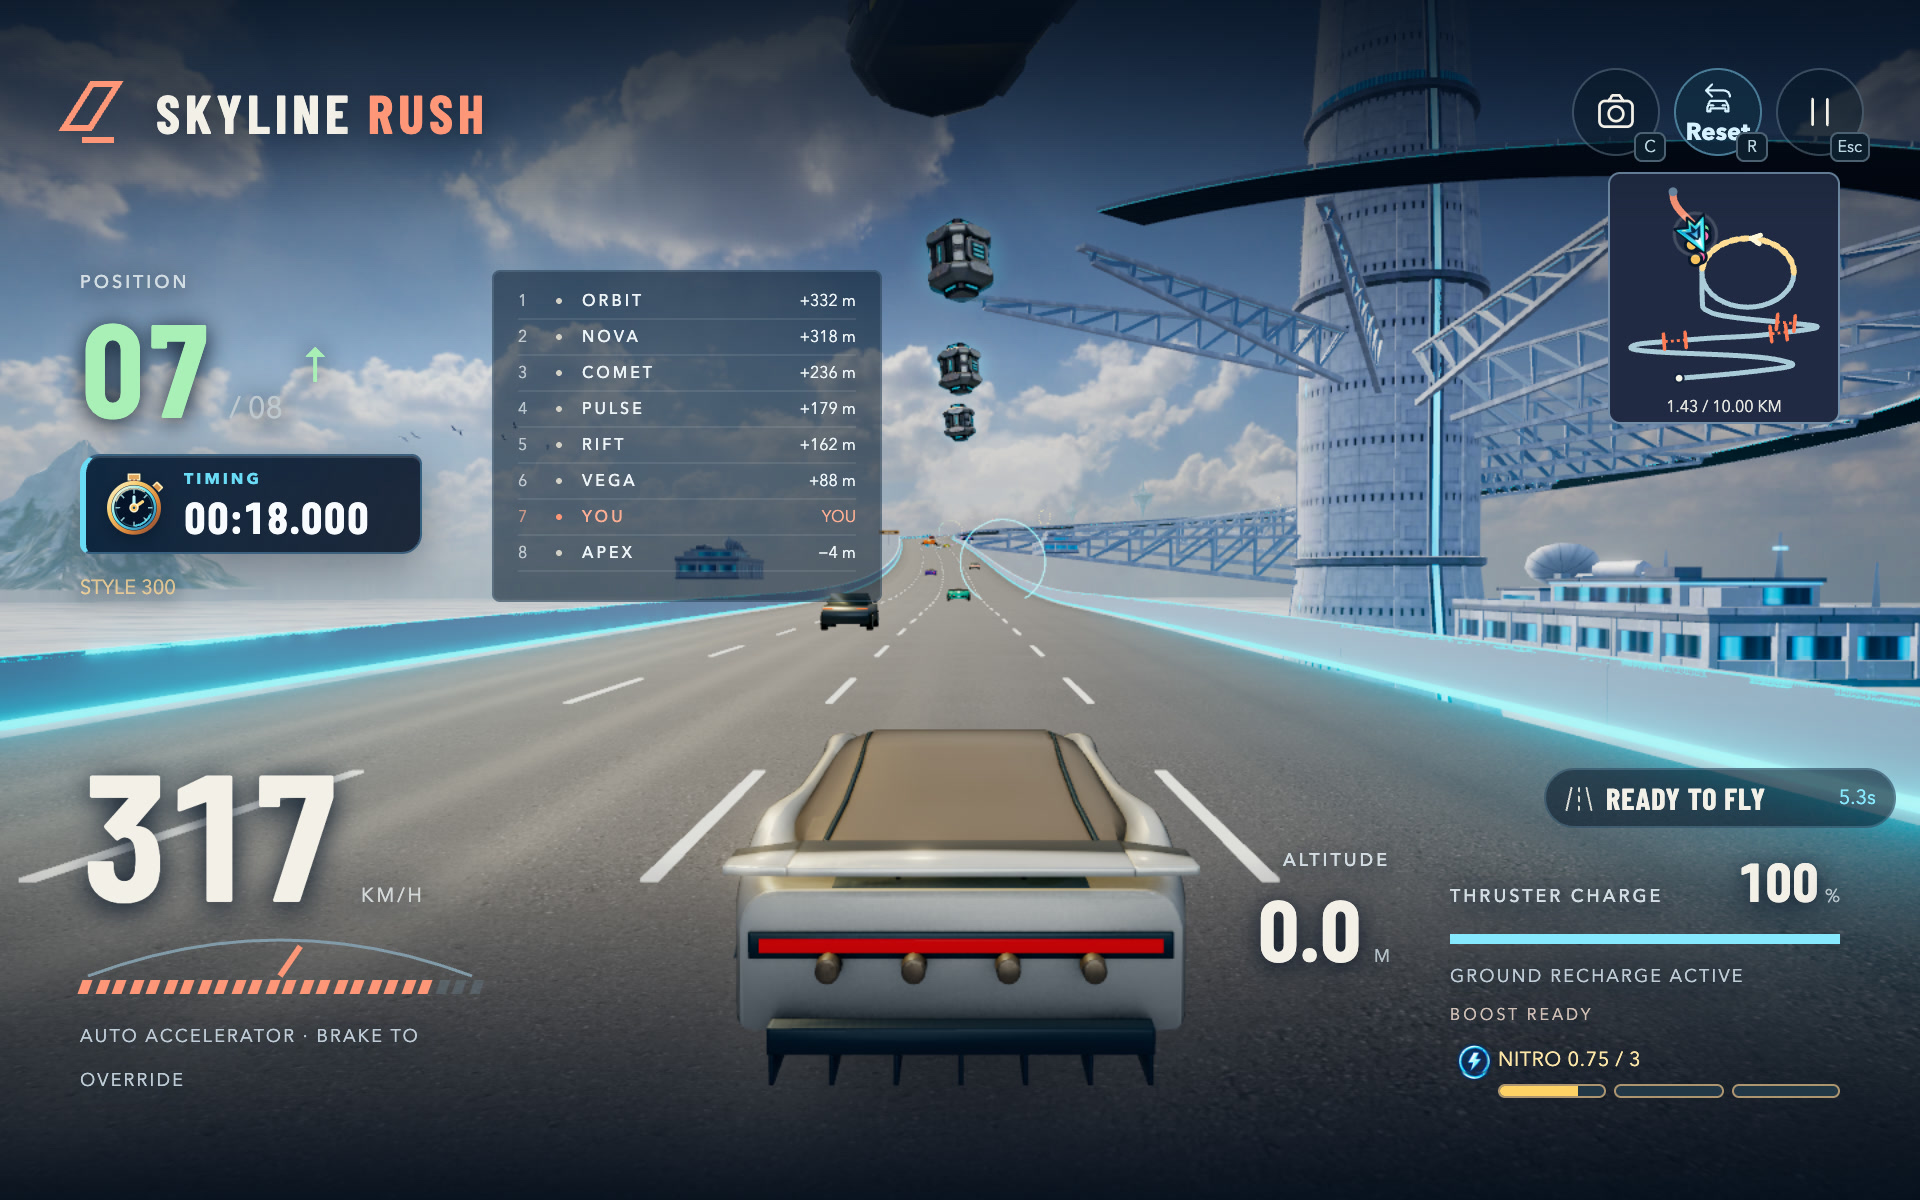 SKYLINE RUSH
Reset
C
R
Esc
POSITION
07 / 08
TIMING
00:18.000
STYLE 300
1 • ORBIT +332 m
2 • NOVA +318 m
3 • COMET +236 m
4 • PULSE +179 m
5 • RIFT +162 m
6 • VEGA +88 m
7 • YOU YOU
8 • APEX −4 m
1.43 / 10.00 KM
317 KM/H
AUTO ACCELERATOR · BRAKE TO
OVERRIDE
ALTITUDE
0.0 M
READY TO FLY 5.3s
THRUSTER CHARGE 100 %
GROUND RECHARGE ACTIVE
BOOST READY
NITRO 0.75 / 3